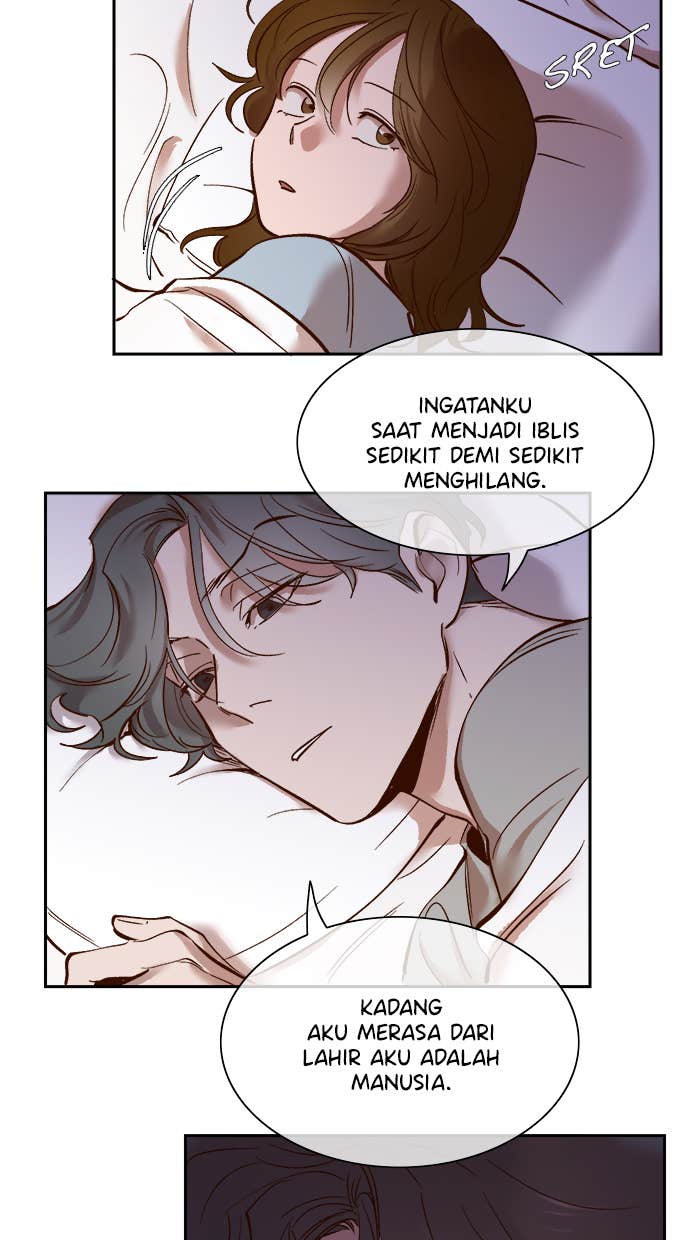 SRET
INGATANKU
SAAT MENJADI IBLIS
SEDIKIT DEMI SEDIKIT
MENGHILANG.
KADANG
AKU MERASA DARI
LAHIR AKU ADALAH
MANUSIA.